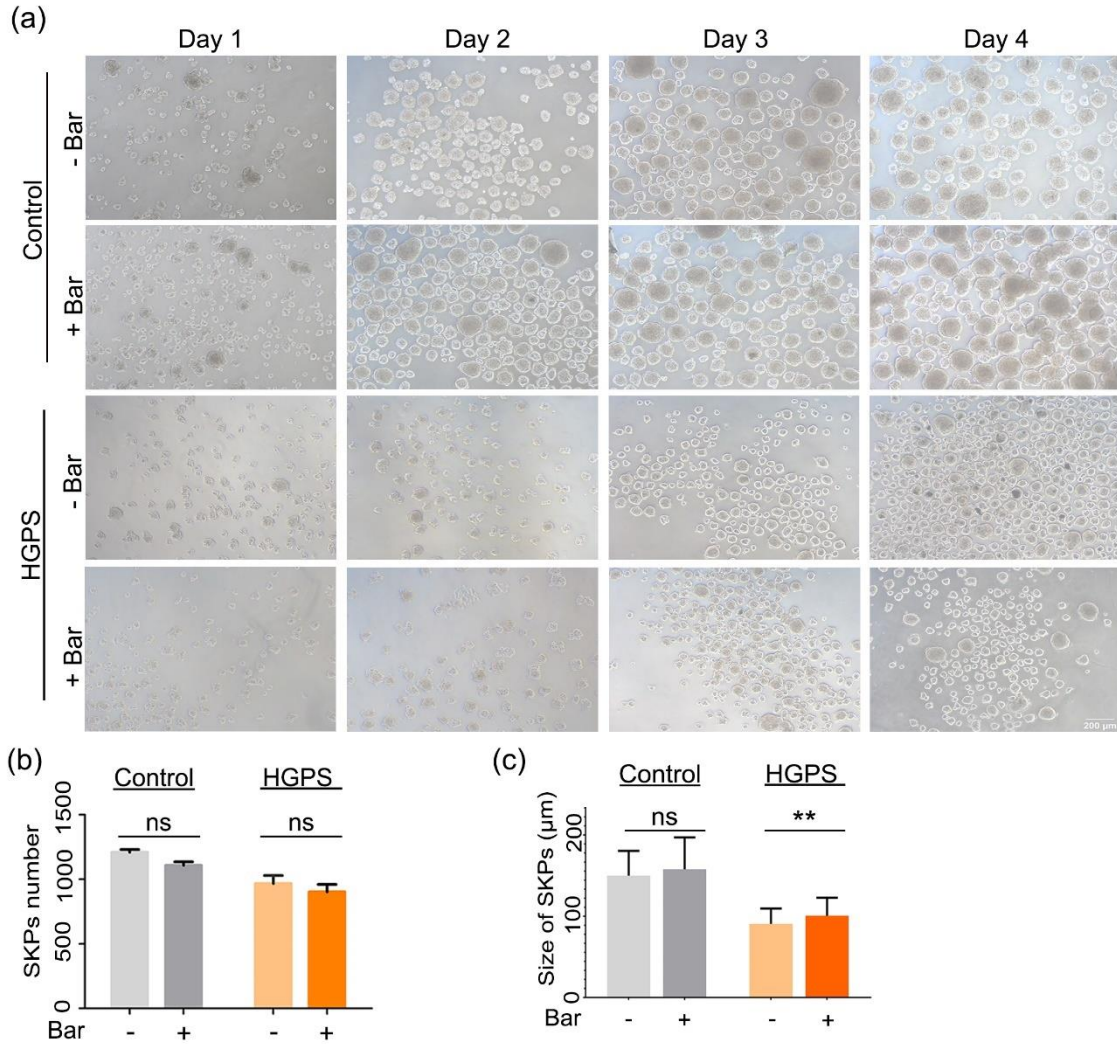 (a)
Day 1 Day 2 Day 3 Day 4
Control
- Bar
+ Bar
HGPS
- Bar
+ Bar
200 µm
(b)
Control HGPS
ns ns
SKPs number
1500
1000
500
0
Bar - + - +
(c)
Control HGPS
ns **
Size of SKPs (µm)
200
100
0
Bar - + - +